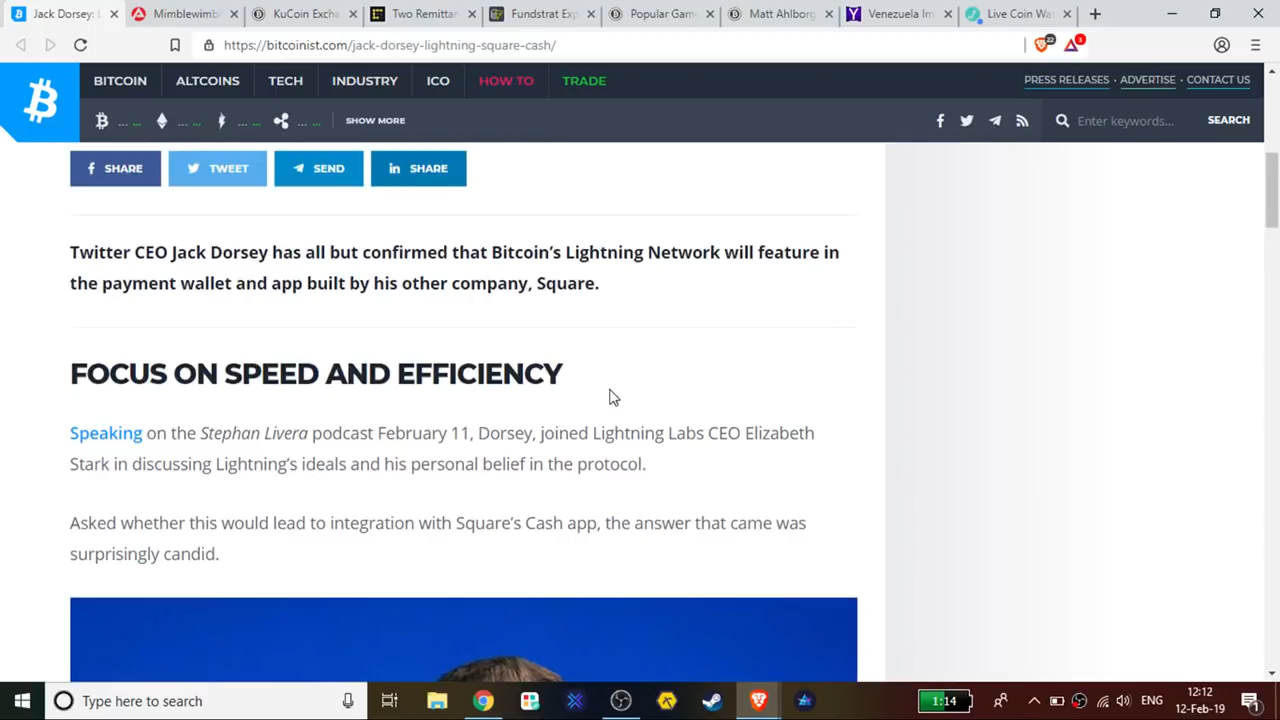 Jack Dorsey: L
Mimblewimbl
KuCoin Excha
Two Remittan
Fundstrat Exp
Popular Gam
Matt Ahlborg
Venezuela Im
Live Coin Wa
https://bitcoinist.com/jack-dorsey-lightning-square-cash/
22
3
BITCOIN
ALTCOINS
TECH
INDUSTRY
ICO
HOW TO
TRADE
PRESS RELEASES · ADVERTISE · CONTACT US
... ... ... ... ... ... ... ...
SHOW MORE
Enter keywords...
SEARCH
SHARE
TWEET
SEND
SHARE
Twitter CEO Jack Dorsey has all but confirmed that Bitcoin’s Lightning Network will feature in
the payment wallet and app built by his other company, Square.
FOCUS ON SPEED AND EFFICIENCY
Speaking on the Stephan Livera podcast February 11, Dorsey, joined Lightning Labs CEO Elizabeth
Stark in discussing Lightning’s ideals and his personal belief in the protocol.
Asked whether this would lead to integration with Square’s Cash app, the answer that came was
surprisingly candid.
Type here to search
1:14
ENG
12:12
12-Feb-19
1